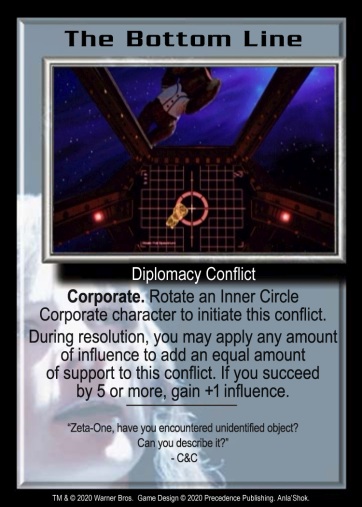 The Bottom Line
Diplomacy Conflict
Corporate. Rotate an Inner Circle
Corporate character to initiate this conflict.
During resolution, you may apply any amount
of influence to add an equal amount
of support to this conflict. If you succeed
by 5 or more, gain +1 influence.
"Zeta-One, have you encountered unidentified object?
Can you describe it?"
- C&C
TM & © 2020 Warner Bros. Game Design © 2020 Precedence Publishing. Anla'Shok.